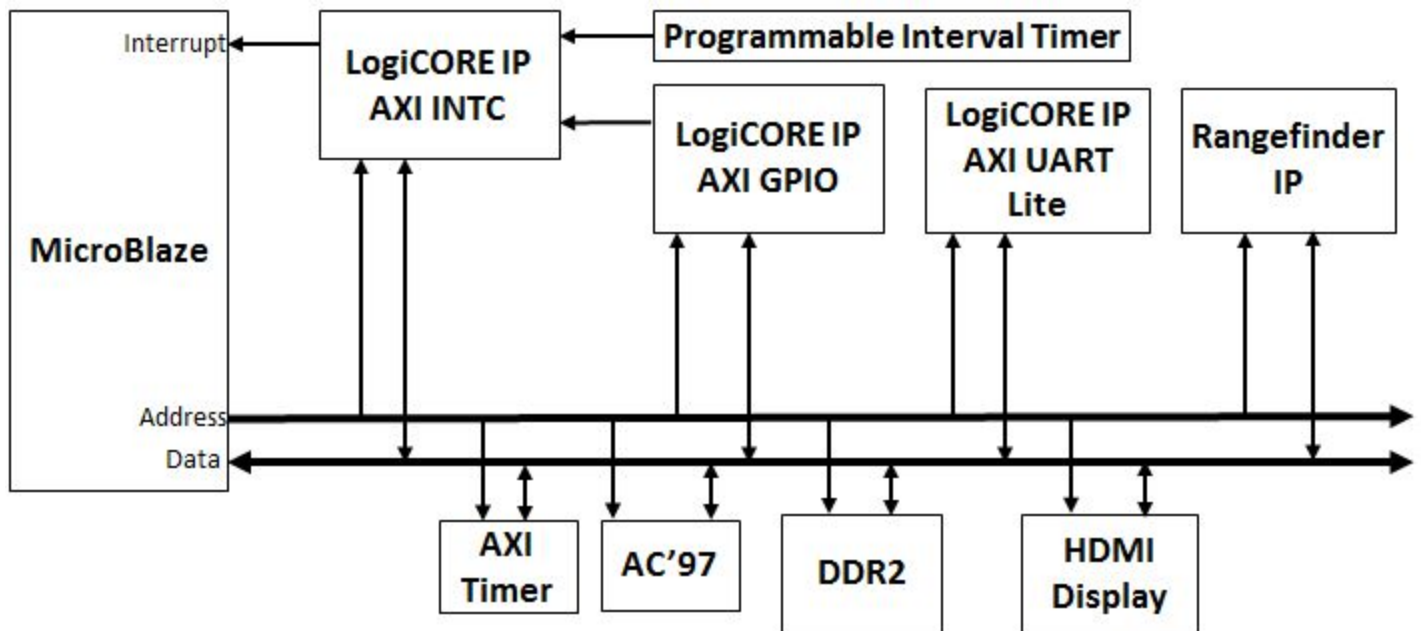 Interrupt
LogiCORE IP
AXI INTC
Programmable Interval Timer
LogiCORE IP
AXI GPIO
LogiCORE IP
AXI UART
Lite
Rangefinder
IP
MicroBlaze
Address
Data
AXI
Timer
AC’97
DDR2
HDMI
Display